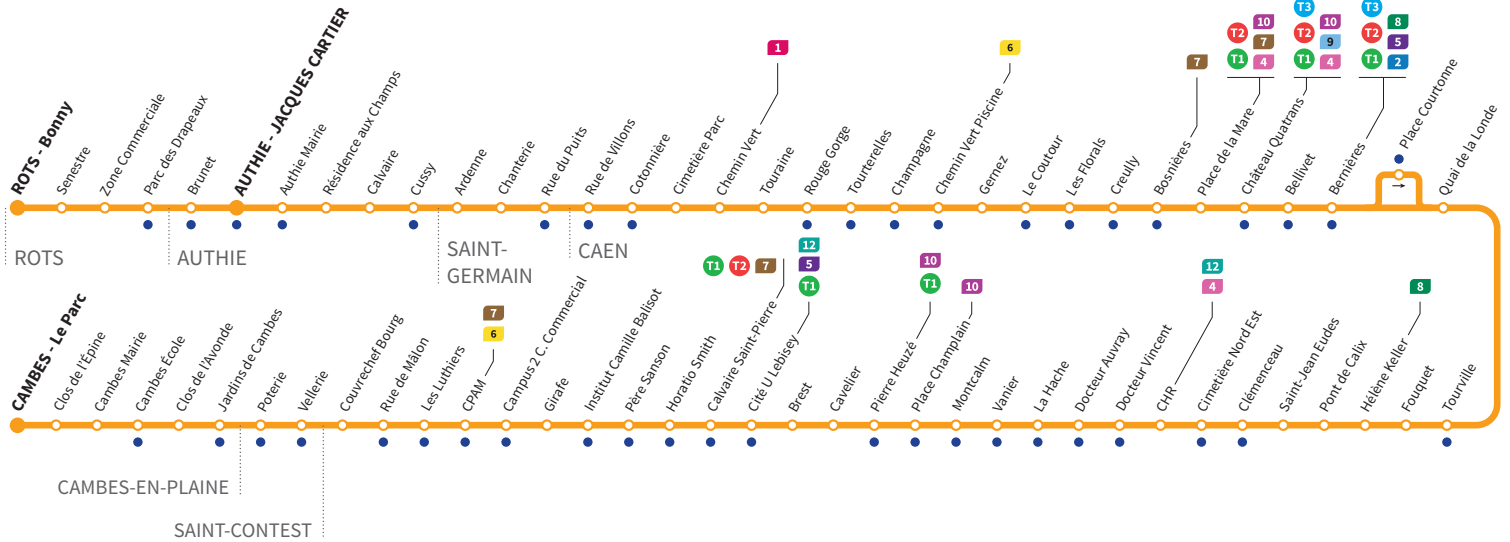 ROTS - Bonny
Senestre
Zone Commerciale
Parc des Drapeaux
Brunet
AUTHIE - JACQUES CARTIER
Authie Mairie
Résidence aux Champs
Calvaire
Cussy
Ardenne
Chanterie
Rue du Puits
Rue de Villons
Cotonnière
Cimetière Parc
Chemin Vert
1
Touraine
Rouge Gorge
Tourterelles
Champagne
Chemin Vert Piscine
6
Gernez
Le Coutour
Les Florals
Creully
Bosnières
7
Place de la Mare
T2 10
7
T1 4
Château Quatrans
T3
T2 10
9
T1 4
Bellivet
Bernières
T3 8
T2 5
T1 2
Place Courtonne
→
Quai de la Londe
ROTS
AUTHIE
SAINT-
GERMAIN
CAEN
CAMBES - Le Parc
Clos de l'Épine
Cambes Mairie
Cambes École
Clos de l'Avonde
Jardins de Cambes
Poterie
Vellerie
Couvrechef Bourg
Rue de Mâlon
Les Luthiers
CPAM
7
6
Campus 2 C. Commercial
Girafe
Institut Camille Balisot
Père Sanson
Horatio Smith
Calvaire Saint-Pierre
T1 T2 7
Cité U Lebisey
12
5
T1
Brest
Cavelier
Pierre Heuzé
10
T1
Place Champlain
10
Montcalm
Vanier
La Hache
Docteur Auvray
Docteur Vincent
CHR
12
4
Cimetière Nord Est
Clémenceau
Saint-Jean Eudes
Pont de Calix
Hélène Keller
8
Fouquet
Tourville
CAMBES-EN-PLAINE
SAINT-CONTEST